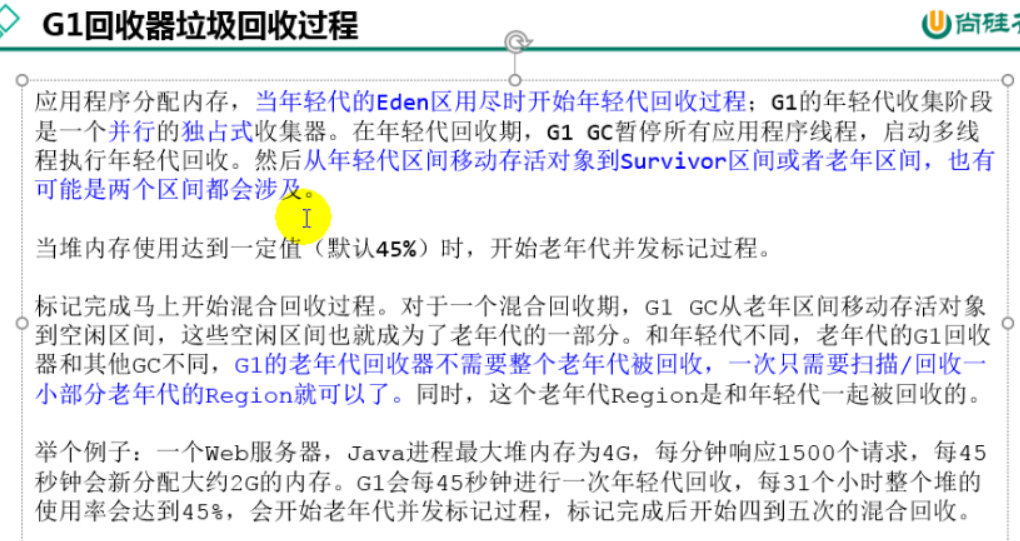 G1回收器垃圾回收过程
尚硅
应用程序分配内存，当年轻代的Eden区用尽时开始年轻代回收过程；G1的年轻代收集阶段
是一个并行的独占式收集器。在年轻代回收期，G1 GC暂停所有应用程序线程，启动多线
程执行年轻代回收。然后从年轻代区间移动存活对象到Survivor区间或者老年区间，也有
可能是两个区间都会涉及。
当堆内存使用达到一定值（默认45%）时，开始老年代并发标记过程。
标记完成马上开始混合回收过程。对于一个混合回收期，G1 GC从老年区间移动存活对象
到空闲区间，这些空闲区间也就成为了老年代的一部分。和年轻代不同，老年代的G1回收
器和其他GC不同，G1的老年代回收器不需要整个老年代被回收，一次只需要扫描/回收一
小部分老年代的Region就可以了。同时，这个老年代Region是和年轻代一起被回收的。
举个例子：一个Web服务器，Java进程最大堆内存为4G，每分钟响应1500个请求，每45
秒钟会新分配大约2G的内存。G1会每45秒钟进行一次年轻代回收，每31个小时整个堆的
使用率会达到45%，会开始老年代并发标记过程，标记完成后开始四到五次的混合回收。